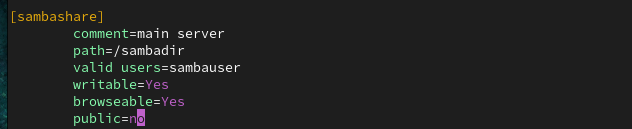 [sambashare]
comment=main server
path=/sambadir
valid users=sambauser
writable=Yes
browseable=Yes
public=no